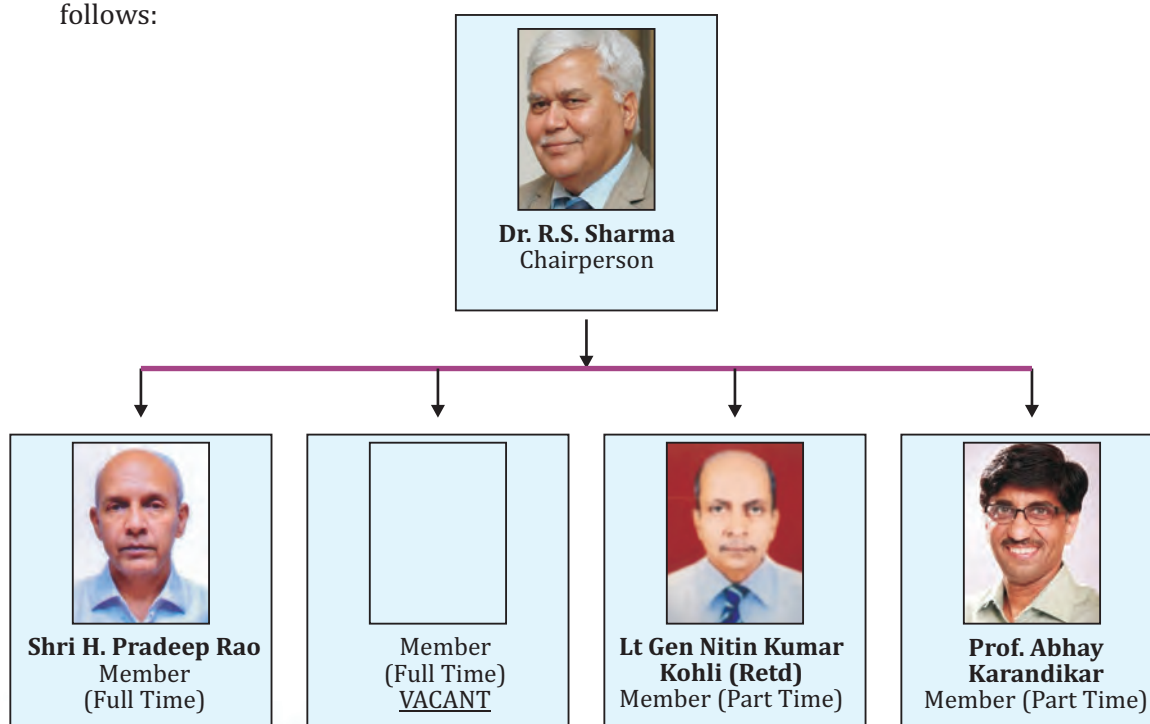 follows:
Dr. R.S. Sharma
Chairperson
Shri H. Pradeep Rao
Member
(Full Time)
Member
(Full Time)
VACANT
Lt Gen Nitin Kumar
Kohli (Retd)
Member (Part Time)
Prof. Abhay
Karandikar
Member (Part Time)